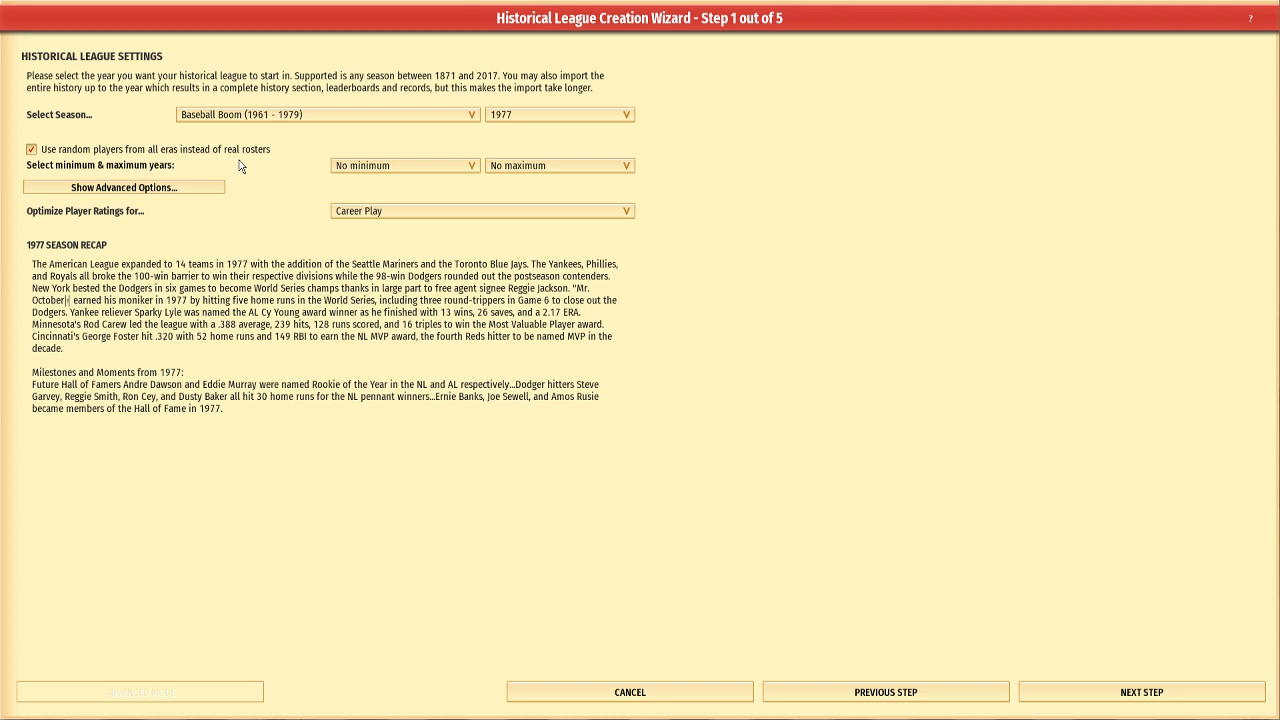 Historical League Creation Wizard - Step 1 out of 5
?
HISTORICAL LEAGUE SETTINGS
Please select the year you want your historical league to start in. Supported is any season between 1871 and 2017. You may also import the
entire history up to the year which results in a complete history section, leaderboards and records, but this makes the import take longer.
Select Season...
Baseball Boom (1961 - 1979)
1977
Use random players from all eras instead of real rosters
Select minimum & maximum years:
No minimum
No maximum
Show Advanced Options...
Optimize Player Ratings for...
Career Play
1977 SEASON RECAP
The American League expanded to 14 teams in 1977 with the addition of the Seattle Mariners and the Toronto Blue Jays. The Yankees, Phillies,
and Royals all broke the 100-win barrier to win their respective divisions while the 98-win Dodgers rounded out the postseason contenders.
New York bested the Dodgers in six games to become World Series champs thanks in large part to free agent signee Reggie Jackson. "Mr.
October earned his moniker in 1977 by hitting five home runs in the World Series, including three round-trippers in Game 6 to close out the
Dodgers. Yankee reliever Sparky Lyle was named the AL Cy Young award winner as he finished with 13 wins, 26 saves, and a 2.17 ERA.
Minnesota's Rod Carew led the league with a .388 average, 239 hits, 128 runs scored, and 16 triples to win the Most Valuable Player award.
Cincinnati's George Foster hit .320 with 52 home runs and 149 RBI to earn the NL MVP award, the fourth Reds hitter to be named MVP in the
decade.
Milestones and Moments from 1977:
Future Hall of Famers Andre Dawson and Eddie Murray were named Rookie of the Year in the NL and AL respectively...Dodger hitters Steve
Garvey, Reggie Smith, Ron Cey, and Dusty Baker all hit 30 home runs for the NL pennant winners...Ernie Banks, Joe Sewell, and Amos Rusie
became members of the Hall of Fame in 1977.
ADVANCED MODE
CANCEL
PREVIOUS STEP
NEXT STEP